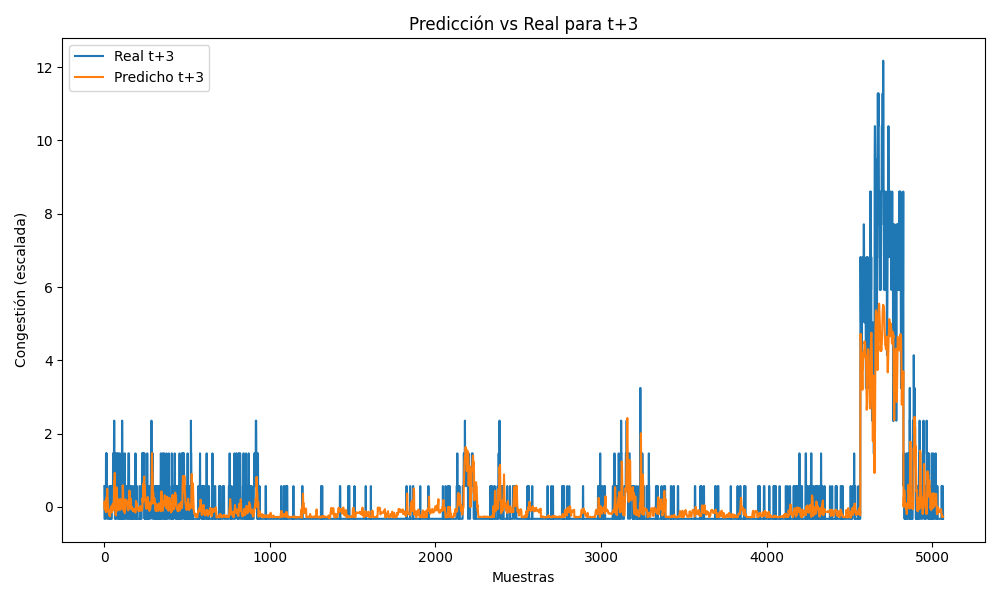 Predicción vs Real para t+3
Real t+3
Predicho t+3
Congestión (escalada)
12
10
8
6
4
2
0
0 1000 2000 3000 4000 5000
Muestras